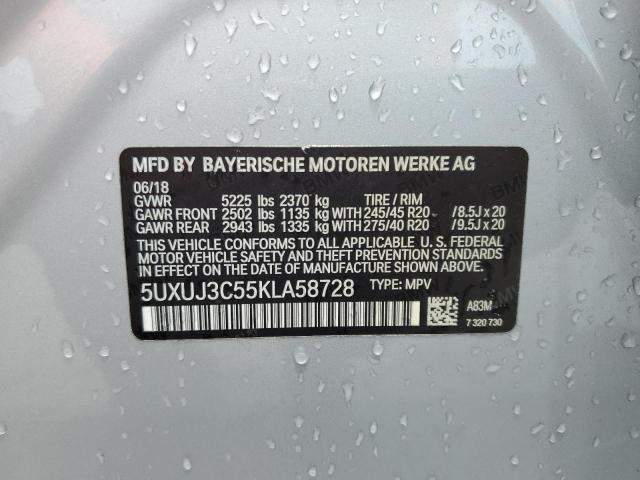 MFD BY BAYERISCHE MOTOREN WERKE AG
06/18
GVWR 5225 lbs 2370 kg TIRE / RIM
GAWR FRONT 2502 lbs 1135 kg WITH 245/45 R20 /8.5J x 20
GAWR REAR 2943 lbs 1335 kg WITH 275/40 R20 /9.5J x 20
THIS VEHICLE CONFORMS TO ALL APPLICABLE U. S. FEDERAL
MOTOR VEHICLE SAFETY AND THEFT PREVENTION STANDARDS
IN EFFECT ON THE DATE OF MANUFACTURE SHOWN ABOVE.
5UXUJ3C55KLA58728 TYPE: MPV
A83M
7 320 730